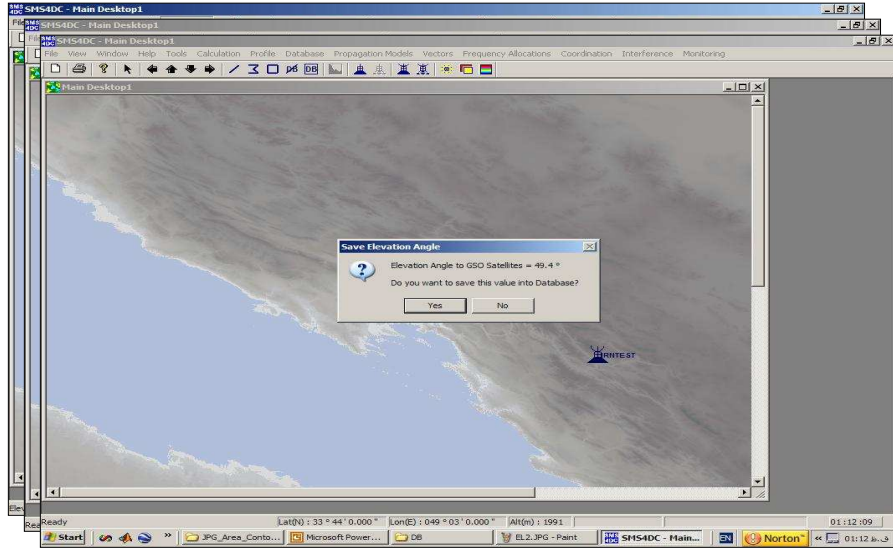 SMS4DC - Main Desktop1
SMS4DC - Main Desktop1
SMS4DC - Main Desktop1
File View Window Help Tools Calculation Profile Database Propagation Models Vectors Frequency Allocations Coordination Interference Monitoring
DB
Main Desktop1
Save Elevation Angle
Elevation Angle to GSO Satellites = 49.4 °
Do you want to save this value into Database?
Yes No
RNTEST
Ready Lat(N) : 33 ° 44 ' 0.000 " Lon(E) : 049 ° 03 ' 0.000 " Alt(m) : 1991 01:12:09
Start JPG_Area_Conto... Microsoft Power... DB EL2.JPG - Paint SMS4DC - Main... EN Norton 01:12 ق.ظ